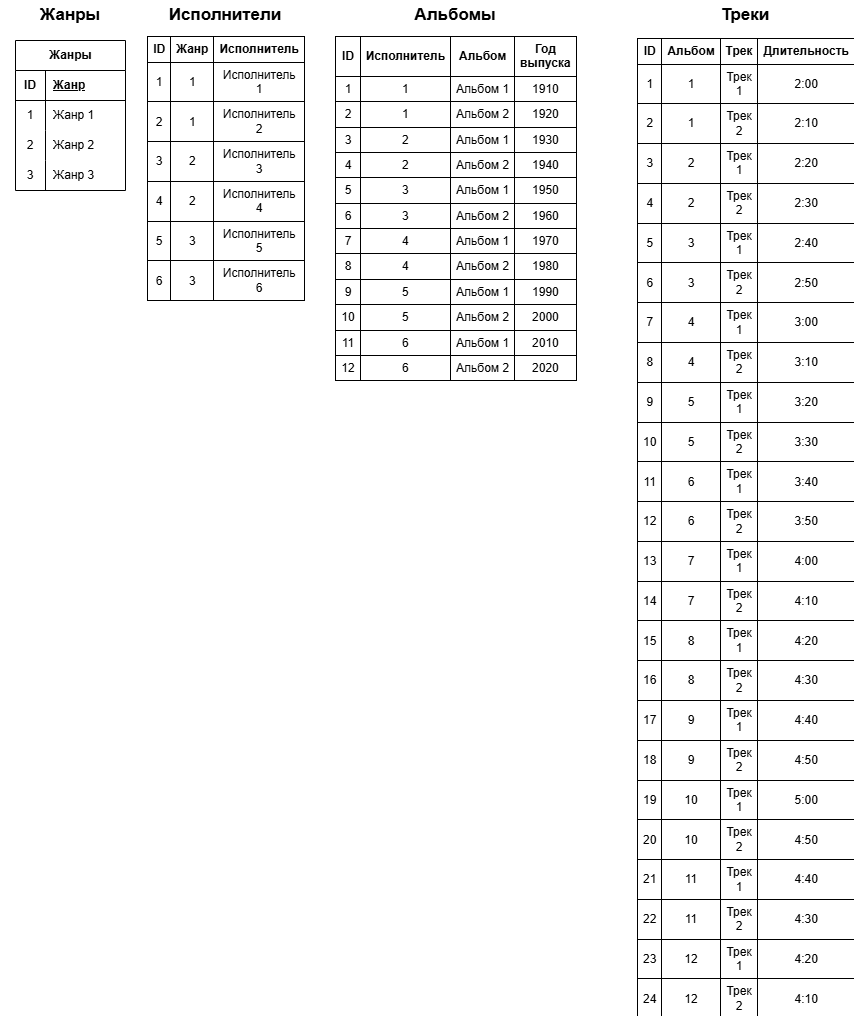 Жанры
Жанры
ID Жанр
1 Жанр 1
2 Жанр 2
3 Жанр 3
Исполнители
ID Жанр Исполнитель
1 1 Исполнитель 1
2 1 Исполнитель 2
3 2 Исполнитель 3
4 2 Исполнитель 4
5 3 Исполнитель 5
6 3 Исполнитель 6
Альбомы
ID Исполнитель Альбом Год выпуска
1 1 Альбом 1 1910
2 1 Альбом 2 1920
3 2 Альбом 1 1930
4 2 Альбом 2 1940
5 3 Альбом 1 1950
6 3 Альбом 2 1960
7 4 Альбом 1 1970
8 4 Альбом 2 1980
9 5 Альбом 1 1990
10 5 Альбом 2 2000
11 6 Альбом 1 2010
12 6 Альбом 2 2020
Треки
ID Альбом Трек Длительность
1 1 Трек 1 2:00
2 1 Трек 2 2:10
3 2 Трек 1 2:20
4 2 Трек 2 2:30
5 3 Трек 1 2:40
6 3 Трек 2 2:50
7 4 Трек 1 3:00
8 4 Трек 2 3:10
9 5 Трек 1 3:20
10 5 Трек 2 3:30
11 6 Трек 1 3:40
12 6 Трек 2 3:50
13 7 Трек 1 4:00
14 7 Трек 2 4:10
15 8 Трек 1 4:20
16 8 Трек 2 4:30
17 9 Трек 1 4:40
18 9 Трек 2 4:50
19 10 Трек 1 5:00
20 10 Трек 2 4:50
21 11 Трек 1 4:40
22 11 Трек 2 4:30
23 12 Трек 1 4:20
24 12 Трек 2 4:10